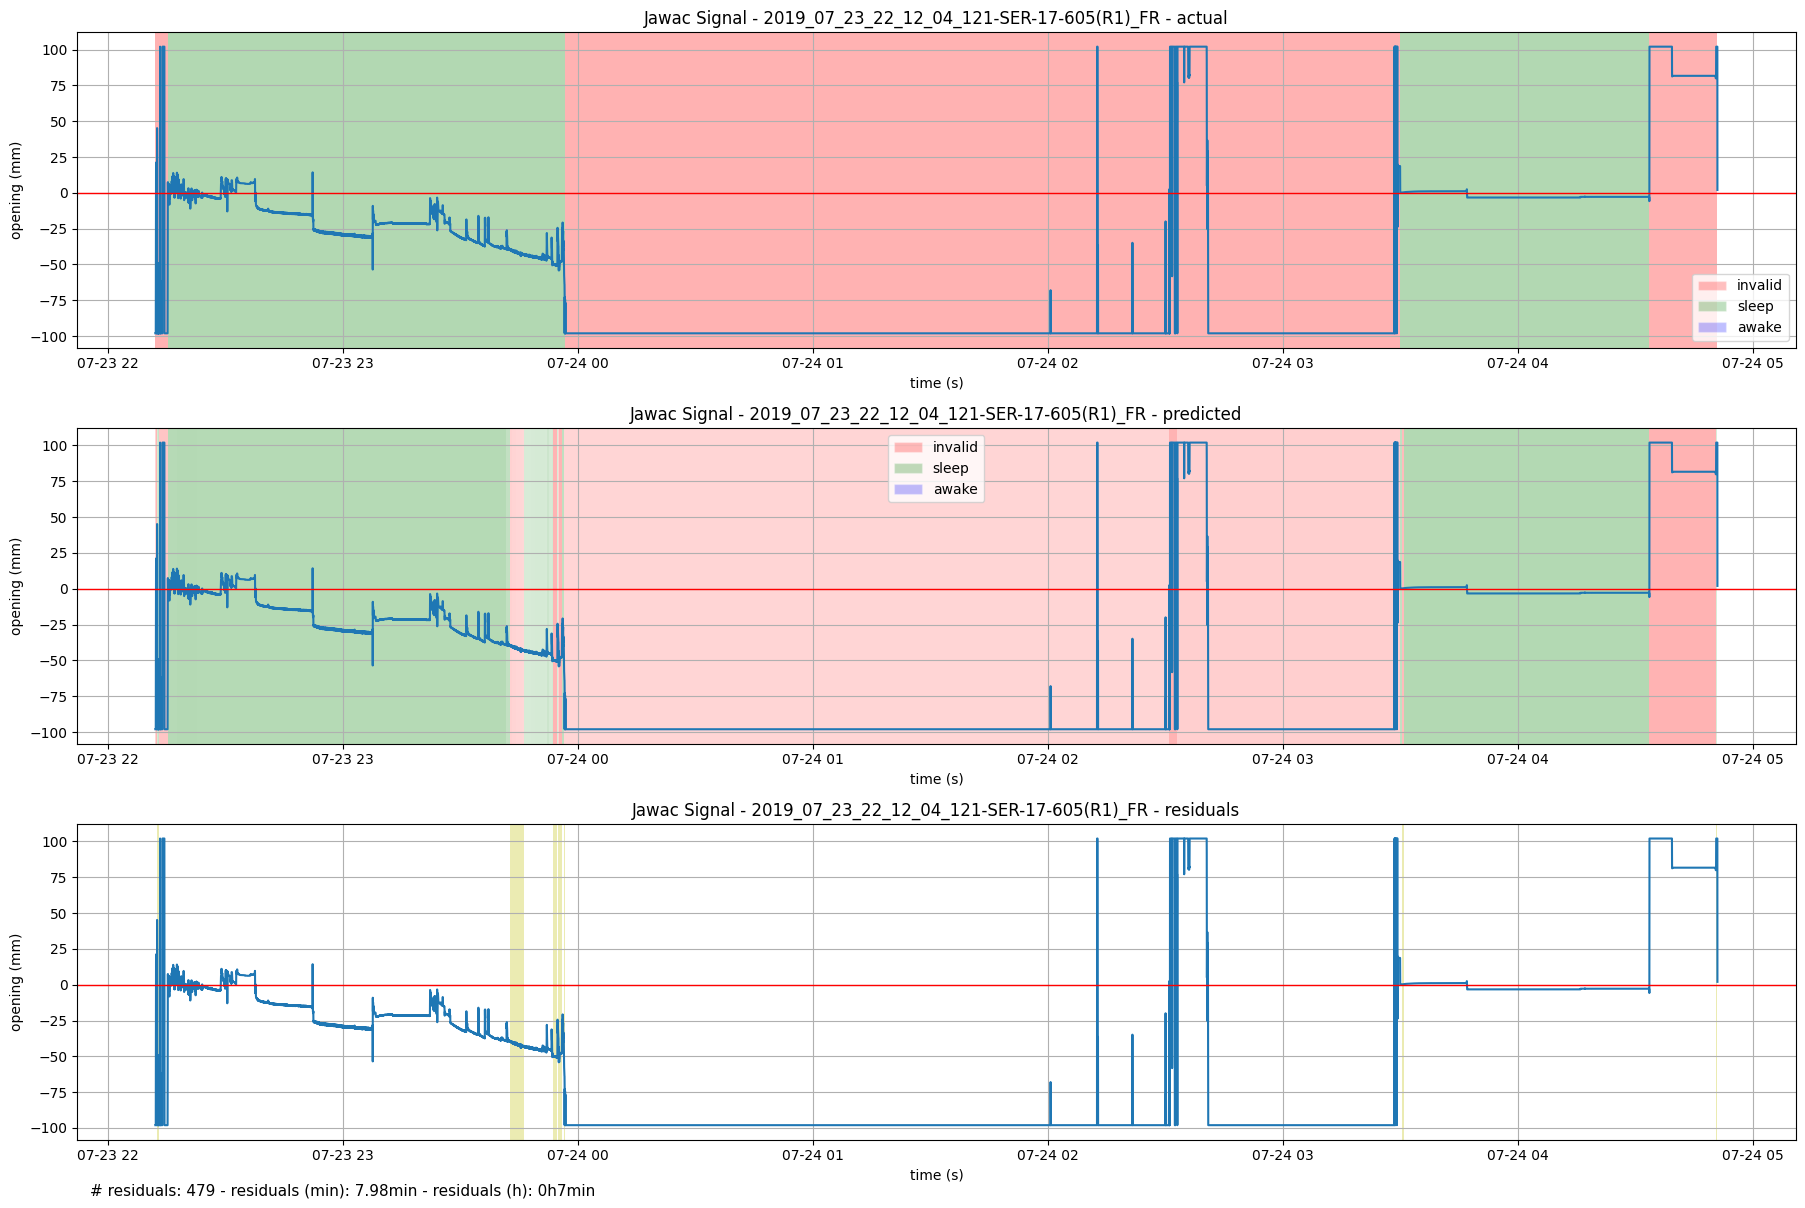 Jawac Signal - 2019_07_23_22_12_04_121-SER-17-605(R1)_FR - actual
opening (mm)
100
75
50
25
0
−25
−50
−75
−100
invalid
sleep
awake
07-23 22 07-23 23 07-24 00 07-24 01 07-24 02 07-24 03 07-24 04 07-24 05
time (s)
Jawac Signal - 2019_07_23_22_12_04_121-SER-17-605(R1)_FR - predicted
opening (mm)
100
75
50
25
0
−25
−50
−75
−100
invalid
sleep
awake
07-23 22 07-23 23 07-24 00 07-24 01 07-24 02 07-24 03 07-24 04 07-24 05
time (s)
Jawac Signal - 2019_07_23_22_12_04_121-SER-17-605(R1)_FR - residuals
opening (mm)
100
75
50
25
0
−25
−50
−75
−100
07-23 22 07-23 23 07-24 00 07-24 01 07-24 02 07-24 03 07-24 04 07-24 05
time (s)
# residuals: 479 - residuals (min): 7.98min - residuals (h): 0h7min